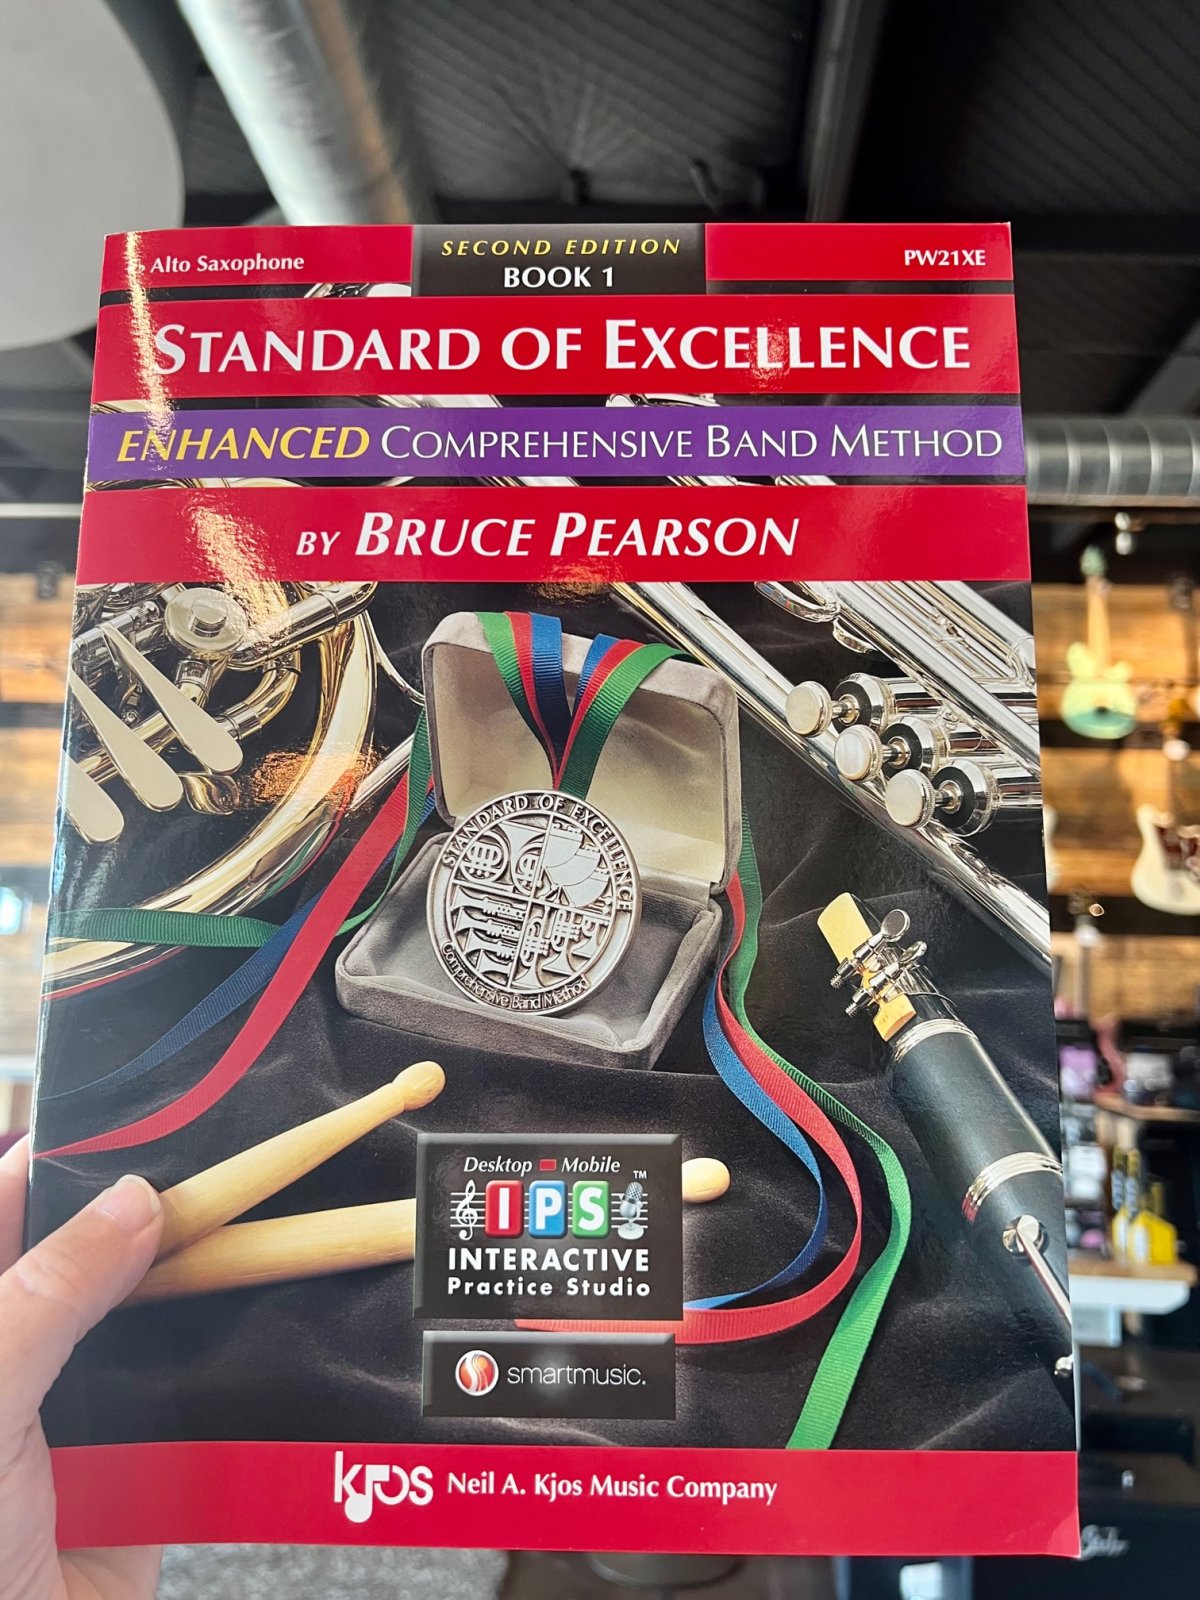 Alto Saxophone
SECOND EDITION
BOOK 1
PW21XE
STANDARD OF EXCELLENCE
ENHANCED COMPREHENSIVE BAND METHOD
BY BRUCE PEARSON
STANDARD OF EXCELLENCE
Comprehensive Band Method
Desktop Mobile
IPS™
INTERACTIVE
Practice Studio
smartmusic.
kjos Neil A. Kjos Music Company